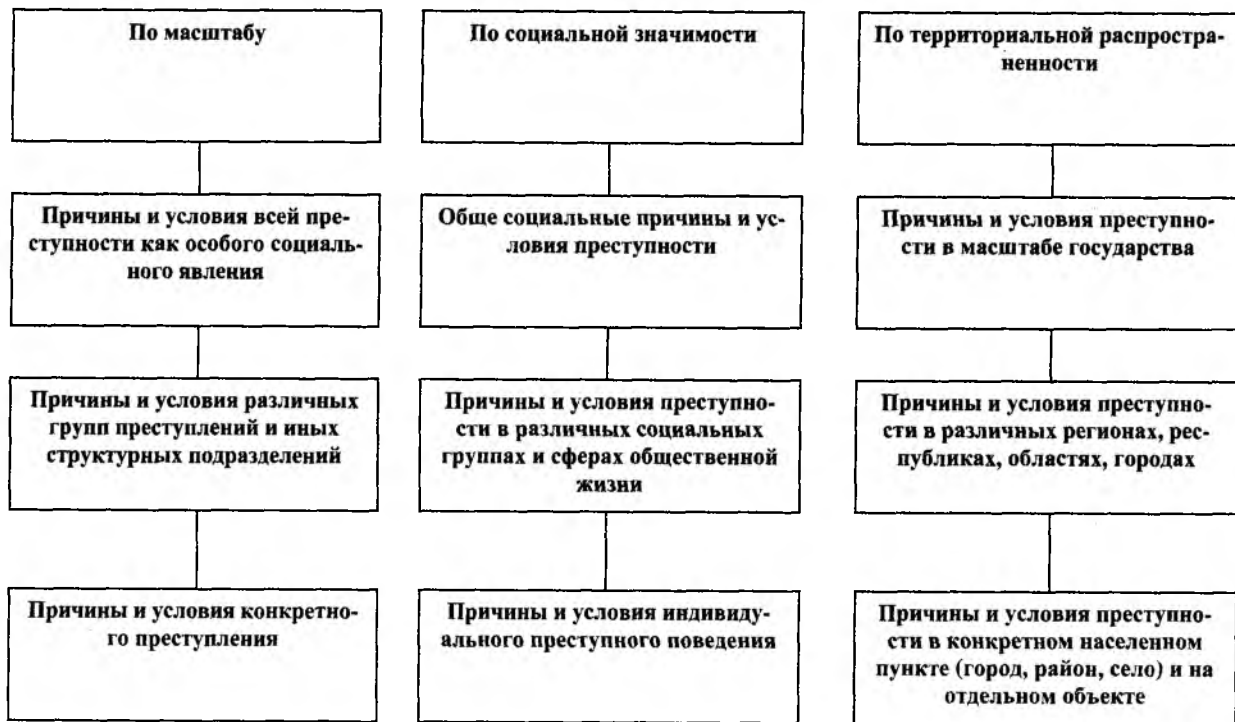 По масштабу
Причины и условия всей пре-
ступности как особого социаль-
ного явления
Причины и условия различных
групп преступлений и иных
структурных подразделений
Причины и условия конкретно-
го преступления
По социальной значимости
Обще социальные причины и ус-
ловия преступности
Причины и условия преступно-
сти в различных социальных
группах и сферах общественной
жизни
Причины и условия индивиду-
ального преступного поведения
По территориальной распростра-
ненности
Причины и условия преступно-
сти в масштабе государства
Причины и условия преступно-
сти в различных регионах, рес-
публиках, областях, городах
Причины и условия преступно-
сти в конкретном населенном
пункте (город, район, село) и на
отдельном объекте